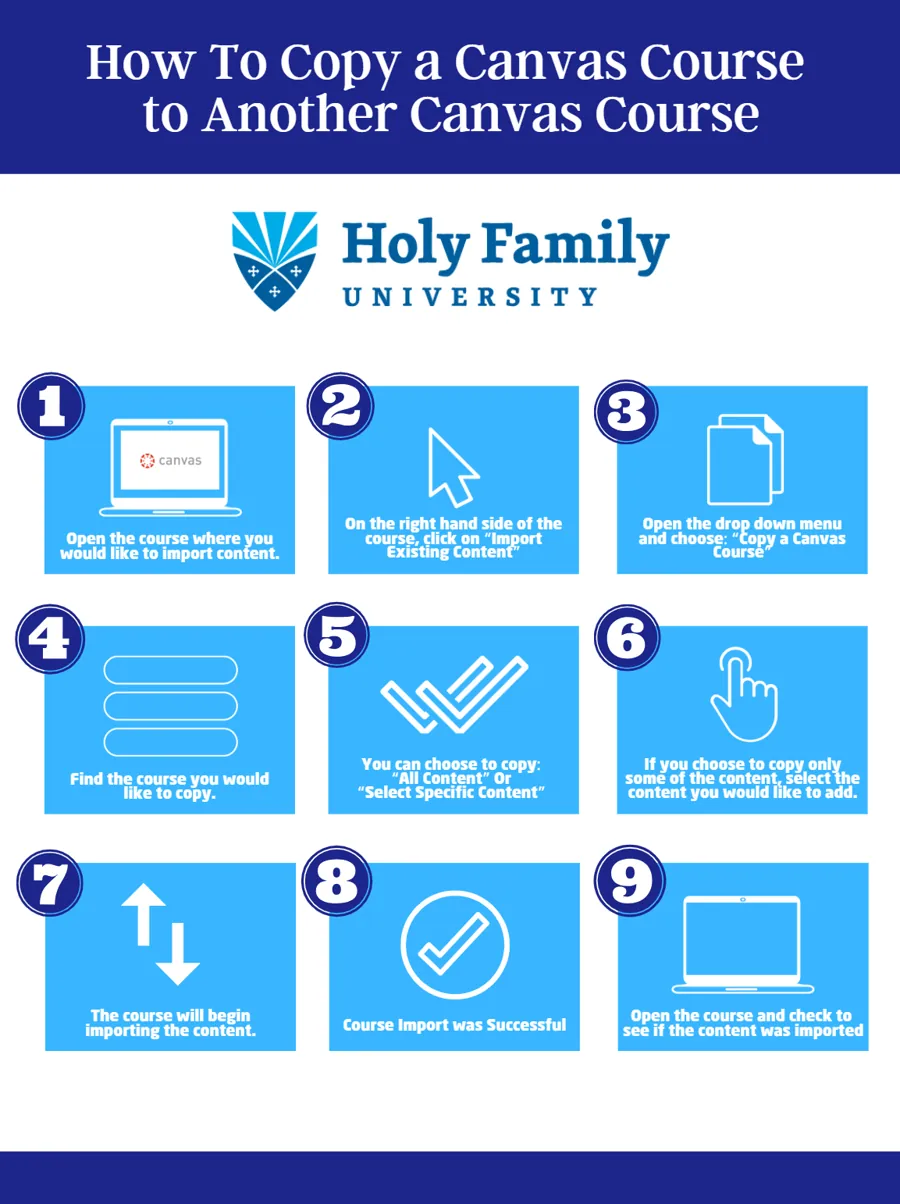 How To Copy a Canvas Course
to Another Canvas Course
Holy Family
UNIVERSITY
1
canvas
Open the course where you
would like to import content.
2
On the right hand side of the
course, click on “Import
Existing Content”
3
Open the drop down menu
and choose: “Copy a Canvas
Course”
4
Find the course you would
like to copy.
5
You can choose to copy:
“All Content” Or
“Select Specific Content”
6
If you choose to copy only
some of the content, select the
content you would like to add.
7
The course will begin
importing the content.
8
Course Import was Successful
9
Open the course and check to
see if the content was imported